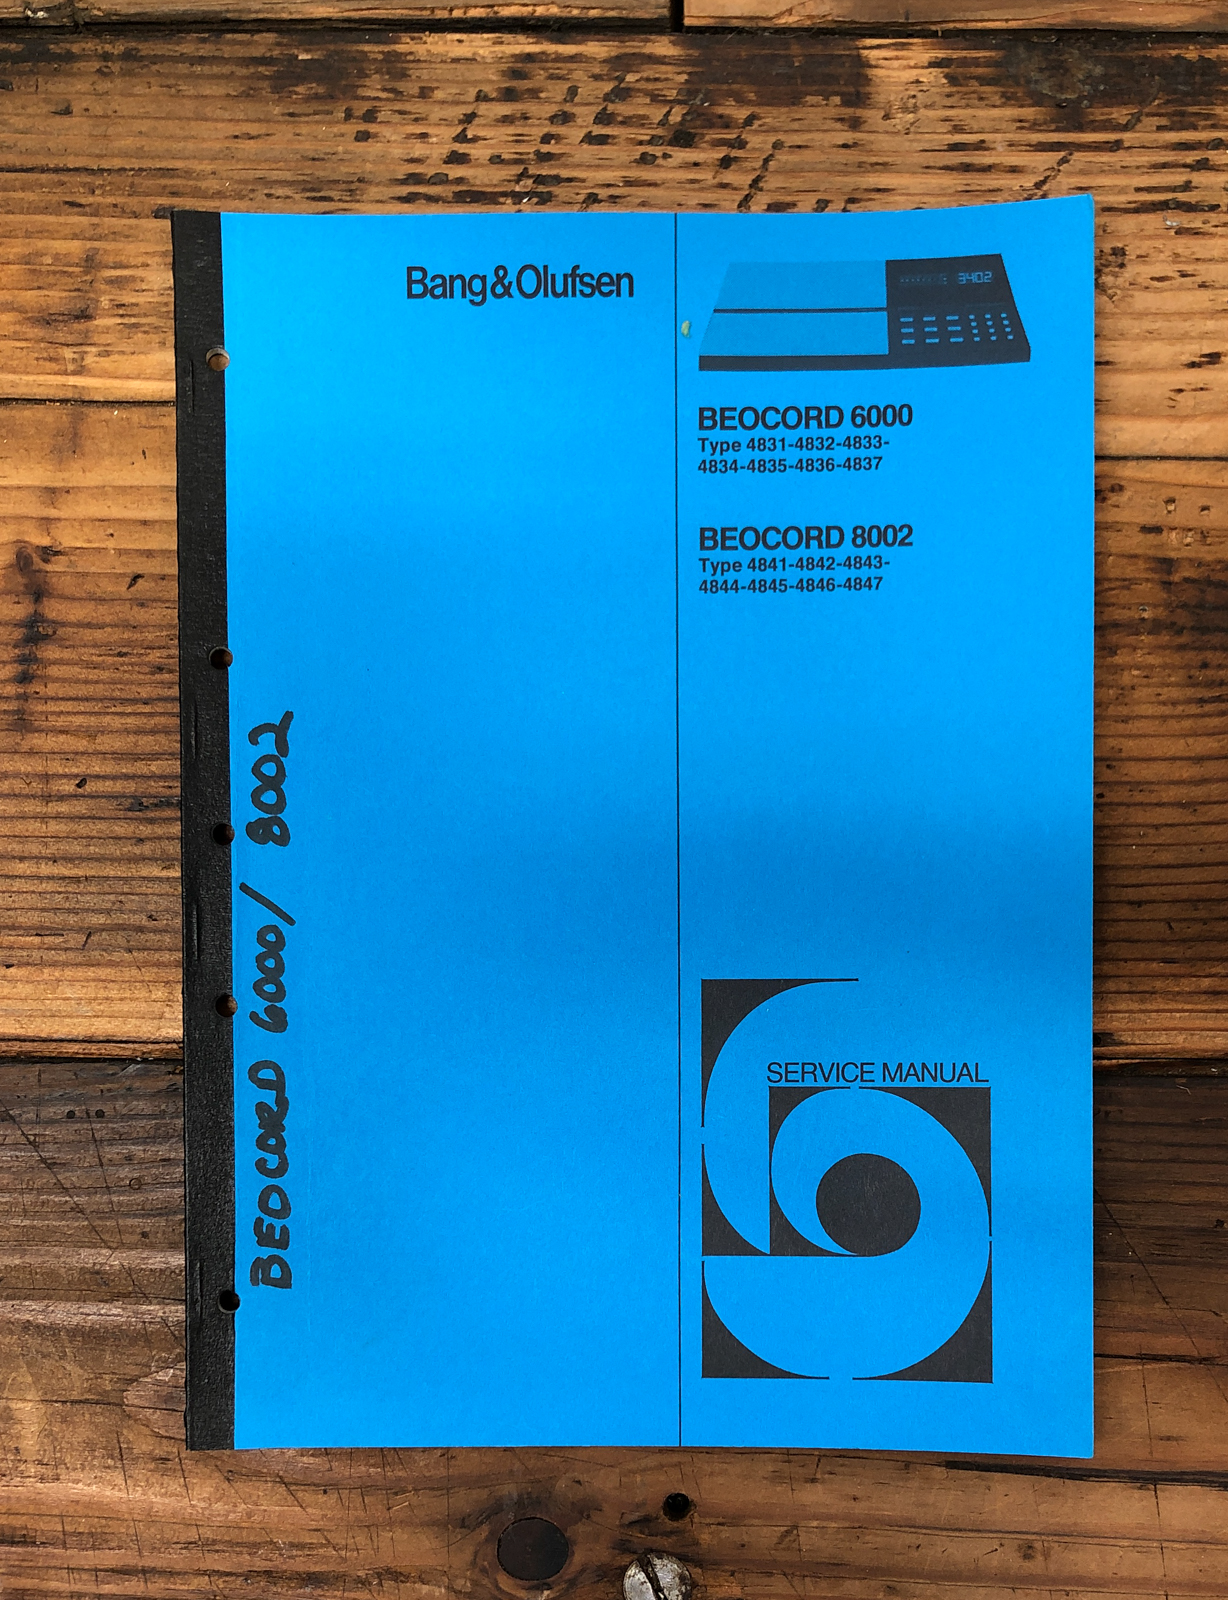 Bang&Olufsen
3402
BEOCORD 6000
Type 4831-4832-4833-
4834-4835-4836-4837
BEOCORD 8002
Type 4841-4842-4843-
4844-4845-4846-4847
BEOCORD 6000/ 8002
SERVICE MANUAL